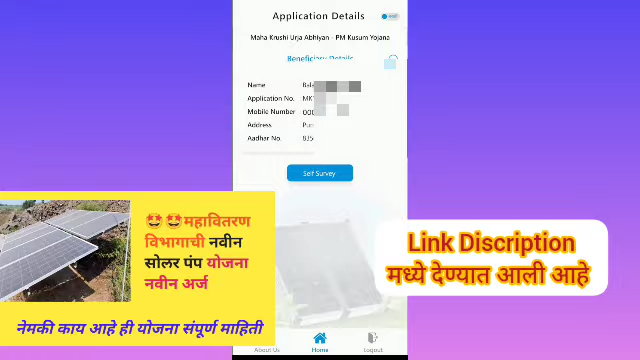 Application Details
Maha Krushi Urja Abhiyan - PM Kusum Yojana
Beneficiary Details
Name
Application No.
Mobile Number
Address
Aadhar No.
Self Survey
महावितरण
विभागाची नवीन
सोलर पंप योजना
नवीन अर्ज
नेमकी काय आहे ही योजना संपूर्ण माहिती
Link Discription
मध्ये देण्यात आली आहे
About Us
Home
Logout